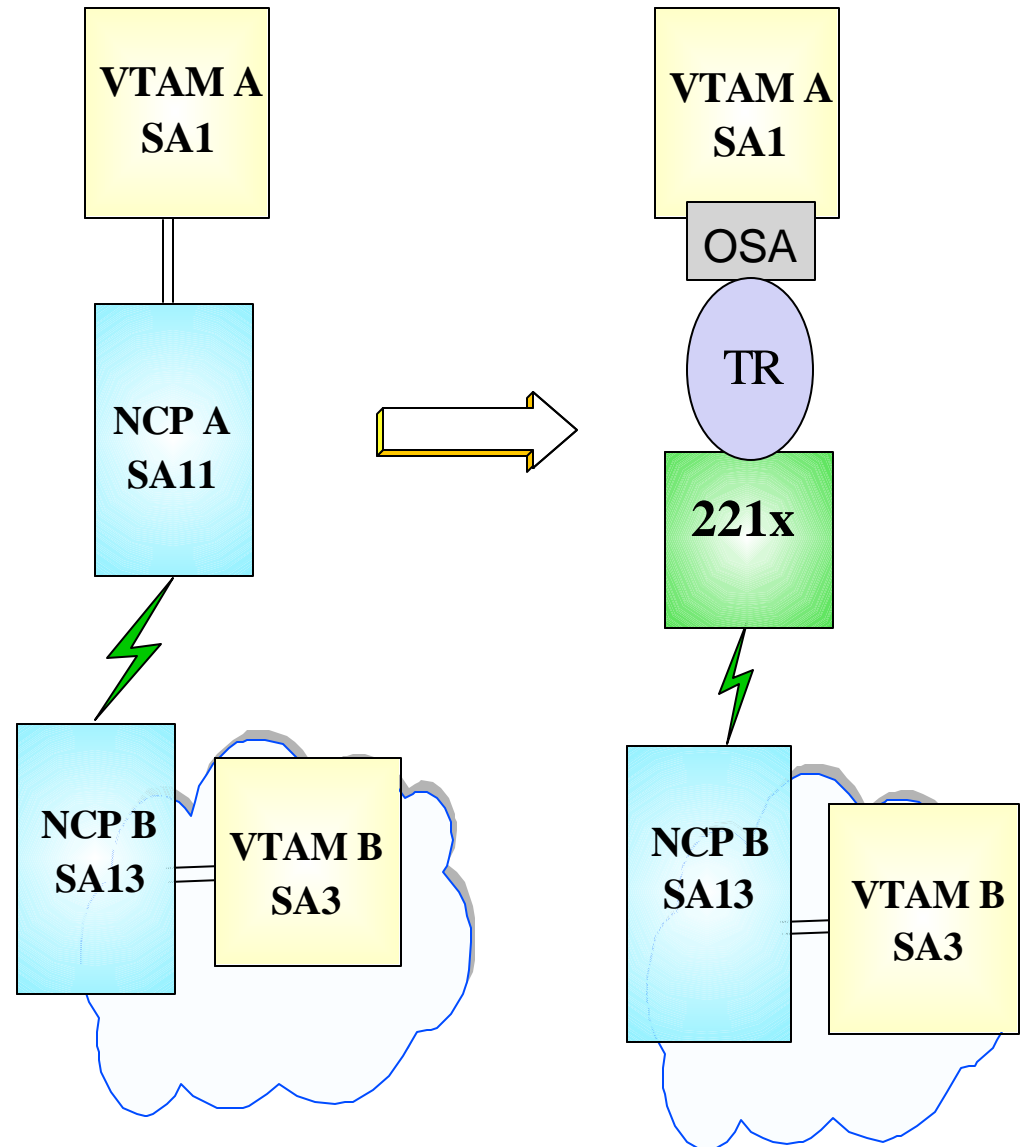 VTAM A
SA1
NCP A
SA11
NCP B
SA13
VTAM B
SA3
VTAM A
SA1
OSA
TR
221x
NCP B
SA13
VTAM B
SA3